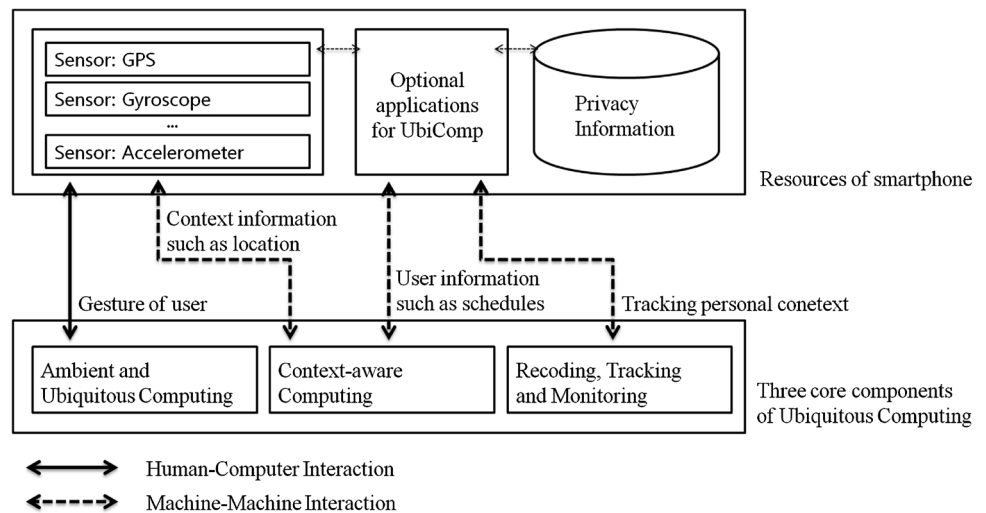 Sensor: GPS
Sensor: Gyroscope
...
Sensor: Accelerometer
Optional
applications
for UbiComp
Privacy
Information
Resources of smartphone
Context information
such as location
Gesture of user
User information
such as schedules
Tracking personal conetext
Ambient and
Ubiquitous Computing
Context-aware
Computing
Recoding, Tracking
and Monitoring
Three core components
of Ubiquitous Computing
Human-Computer Interaction
Machine-Machine Interaction